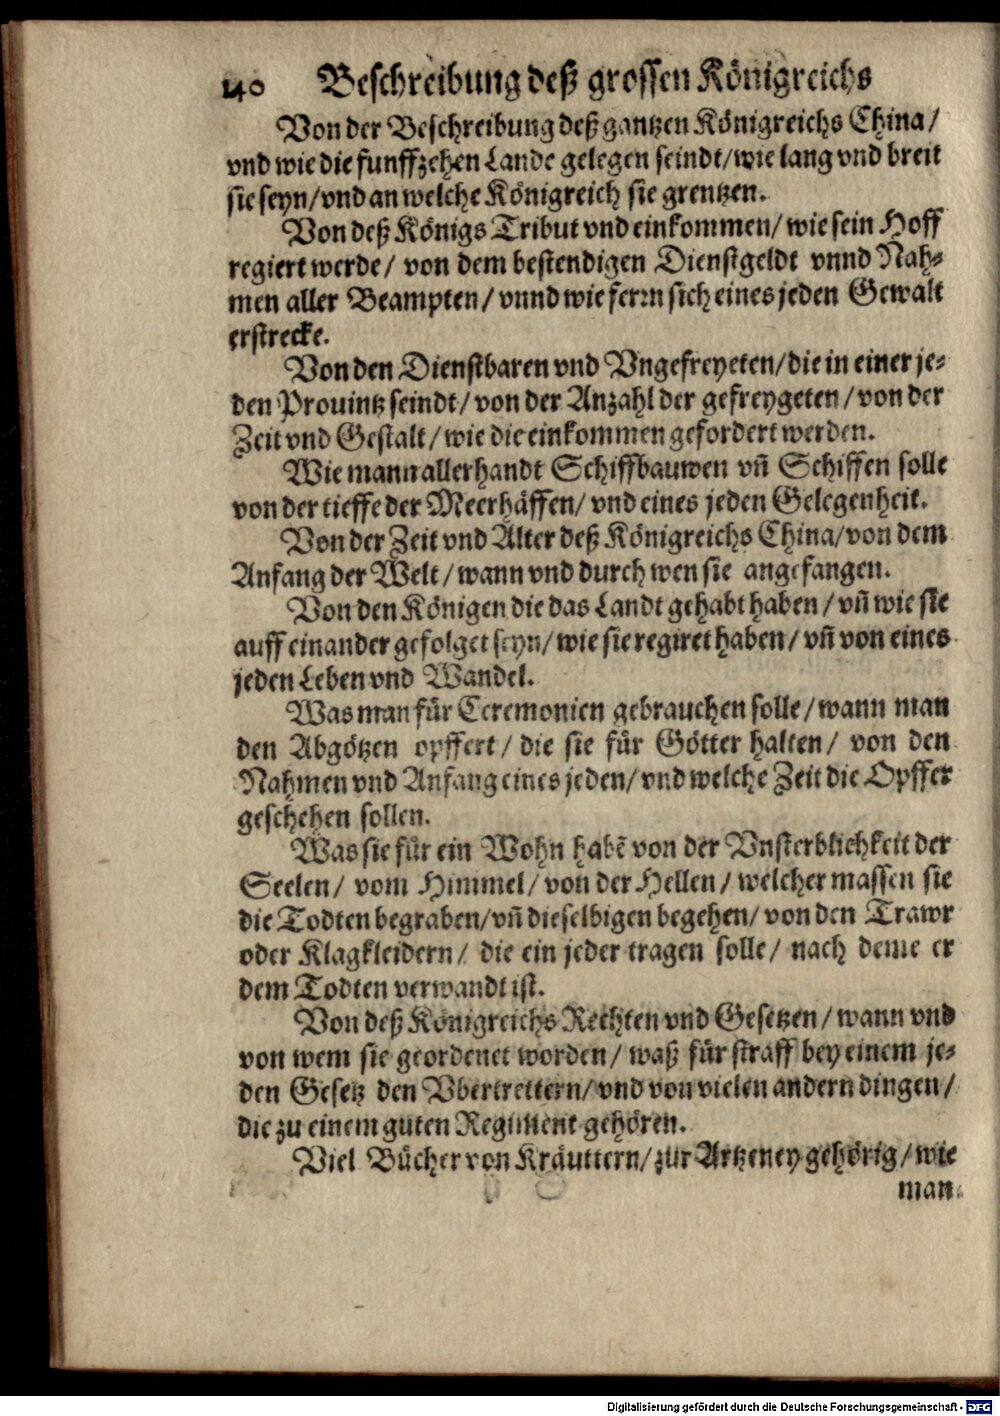 140 Beschreibung deß grossen Königreichs
Von der Beschreibung deß gantzen Königreichs China/
vnd wie die funffzehen Lande gelegen seindt/wie lang vnd breit
sie seyn/vnd an welche Königreich sie grentzen.
Von deß Königs Tribut vnd einkommen/ wie sein Hoff
regiert werde/ von dem bestendigen Dienstgeldt vnnd Nah-
men aller Beampten/ vnnd wie ferrn sich eines jeden Gewalt
erstrecke.
Von den Dienstbaren vnd Vngefreyeten/die in einer je-
den Prouintz seindt/ von der Anzahl der gefreygeten/ von der
Zeit vnd Gestalt/ wie die einkommen gefordert werden.
Wie mann allerhandt Schiffbauwen vñ Schiffen solle
von der tieffe der Meerhäffen/ vnd eines jeden Gelegenheit.
Von der Zeit vnd Alter deß Königreichs China/von dem
Anfang der Welt/ wann vnd durch wen sie angefangen.
Von den Königen die das Landt gehabt haben/ vñ wie sie
auff einander gefolget seyn/ wie sie regiret haben/ vñ von eines
jeden Leben vnd Wandel.
Was man für Ceremonien gebrauchen solle/ wann man
den Abgötzen opffert/ die sie für Götter halten/ von den
Nahmen vnd Anfang eines jeden/ vnd welche Zeit die Opffer
geschehen sollen.
Was sie für ein Wohn habẽ von der Vnsterblichkeit der
Seelen/ vom Himmel/ von der Hellen/ welcher massen sie
die Todten begraben/vñ dieselbigen begehen/ von den Trawr
oder Klagkleidern/ die ein jeder tragen solle/ nach deme er
dem Todten verwandt ist.
Von deß Königreichs Rechten vnd Gesetzen/ wann vnd
von wem sie geordenet worden/ waß für straff bey einem je-
den Gesetz den Vbertrettern/ vnd von vielen andern dingen/
die zu einem guten Regiment gehören.
Viel Bücher von Kräuttern/ zur Artzeney gehörig/ wie
man
Digitalisierung gefördert durch die Deutsche Forschungsgemeinschaft - DFG